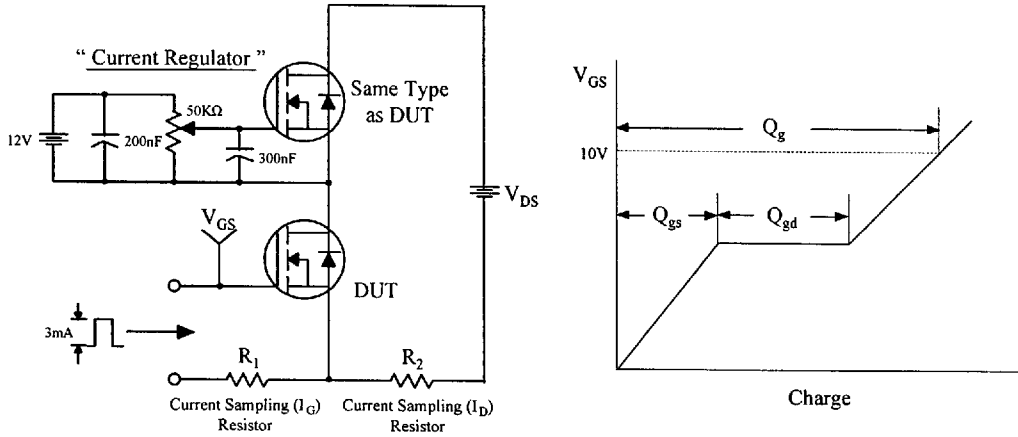 “ Current Regulator ”
50KΩ
12V
200nF
300nF
Same Type
as DUT
V_DS
V_GS
DUT
3mA
R_1
R_2
Current Sampling (I_G)
Resistor
Current Sampling (I_D)
Resistor
V_GS
Q_g
10V
Q_gs
Q_gd
Charge